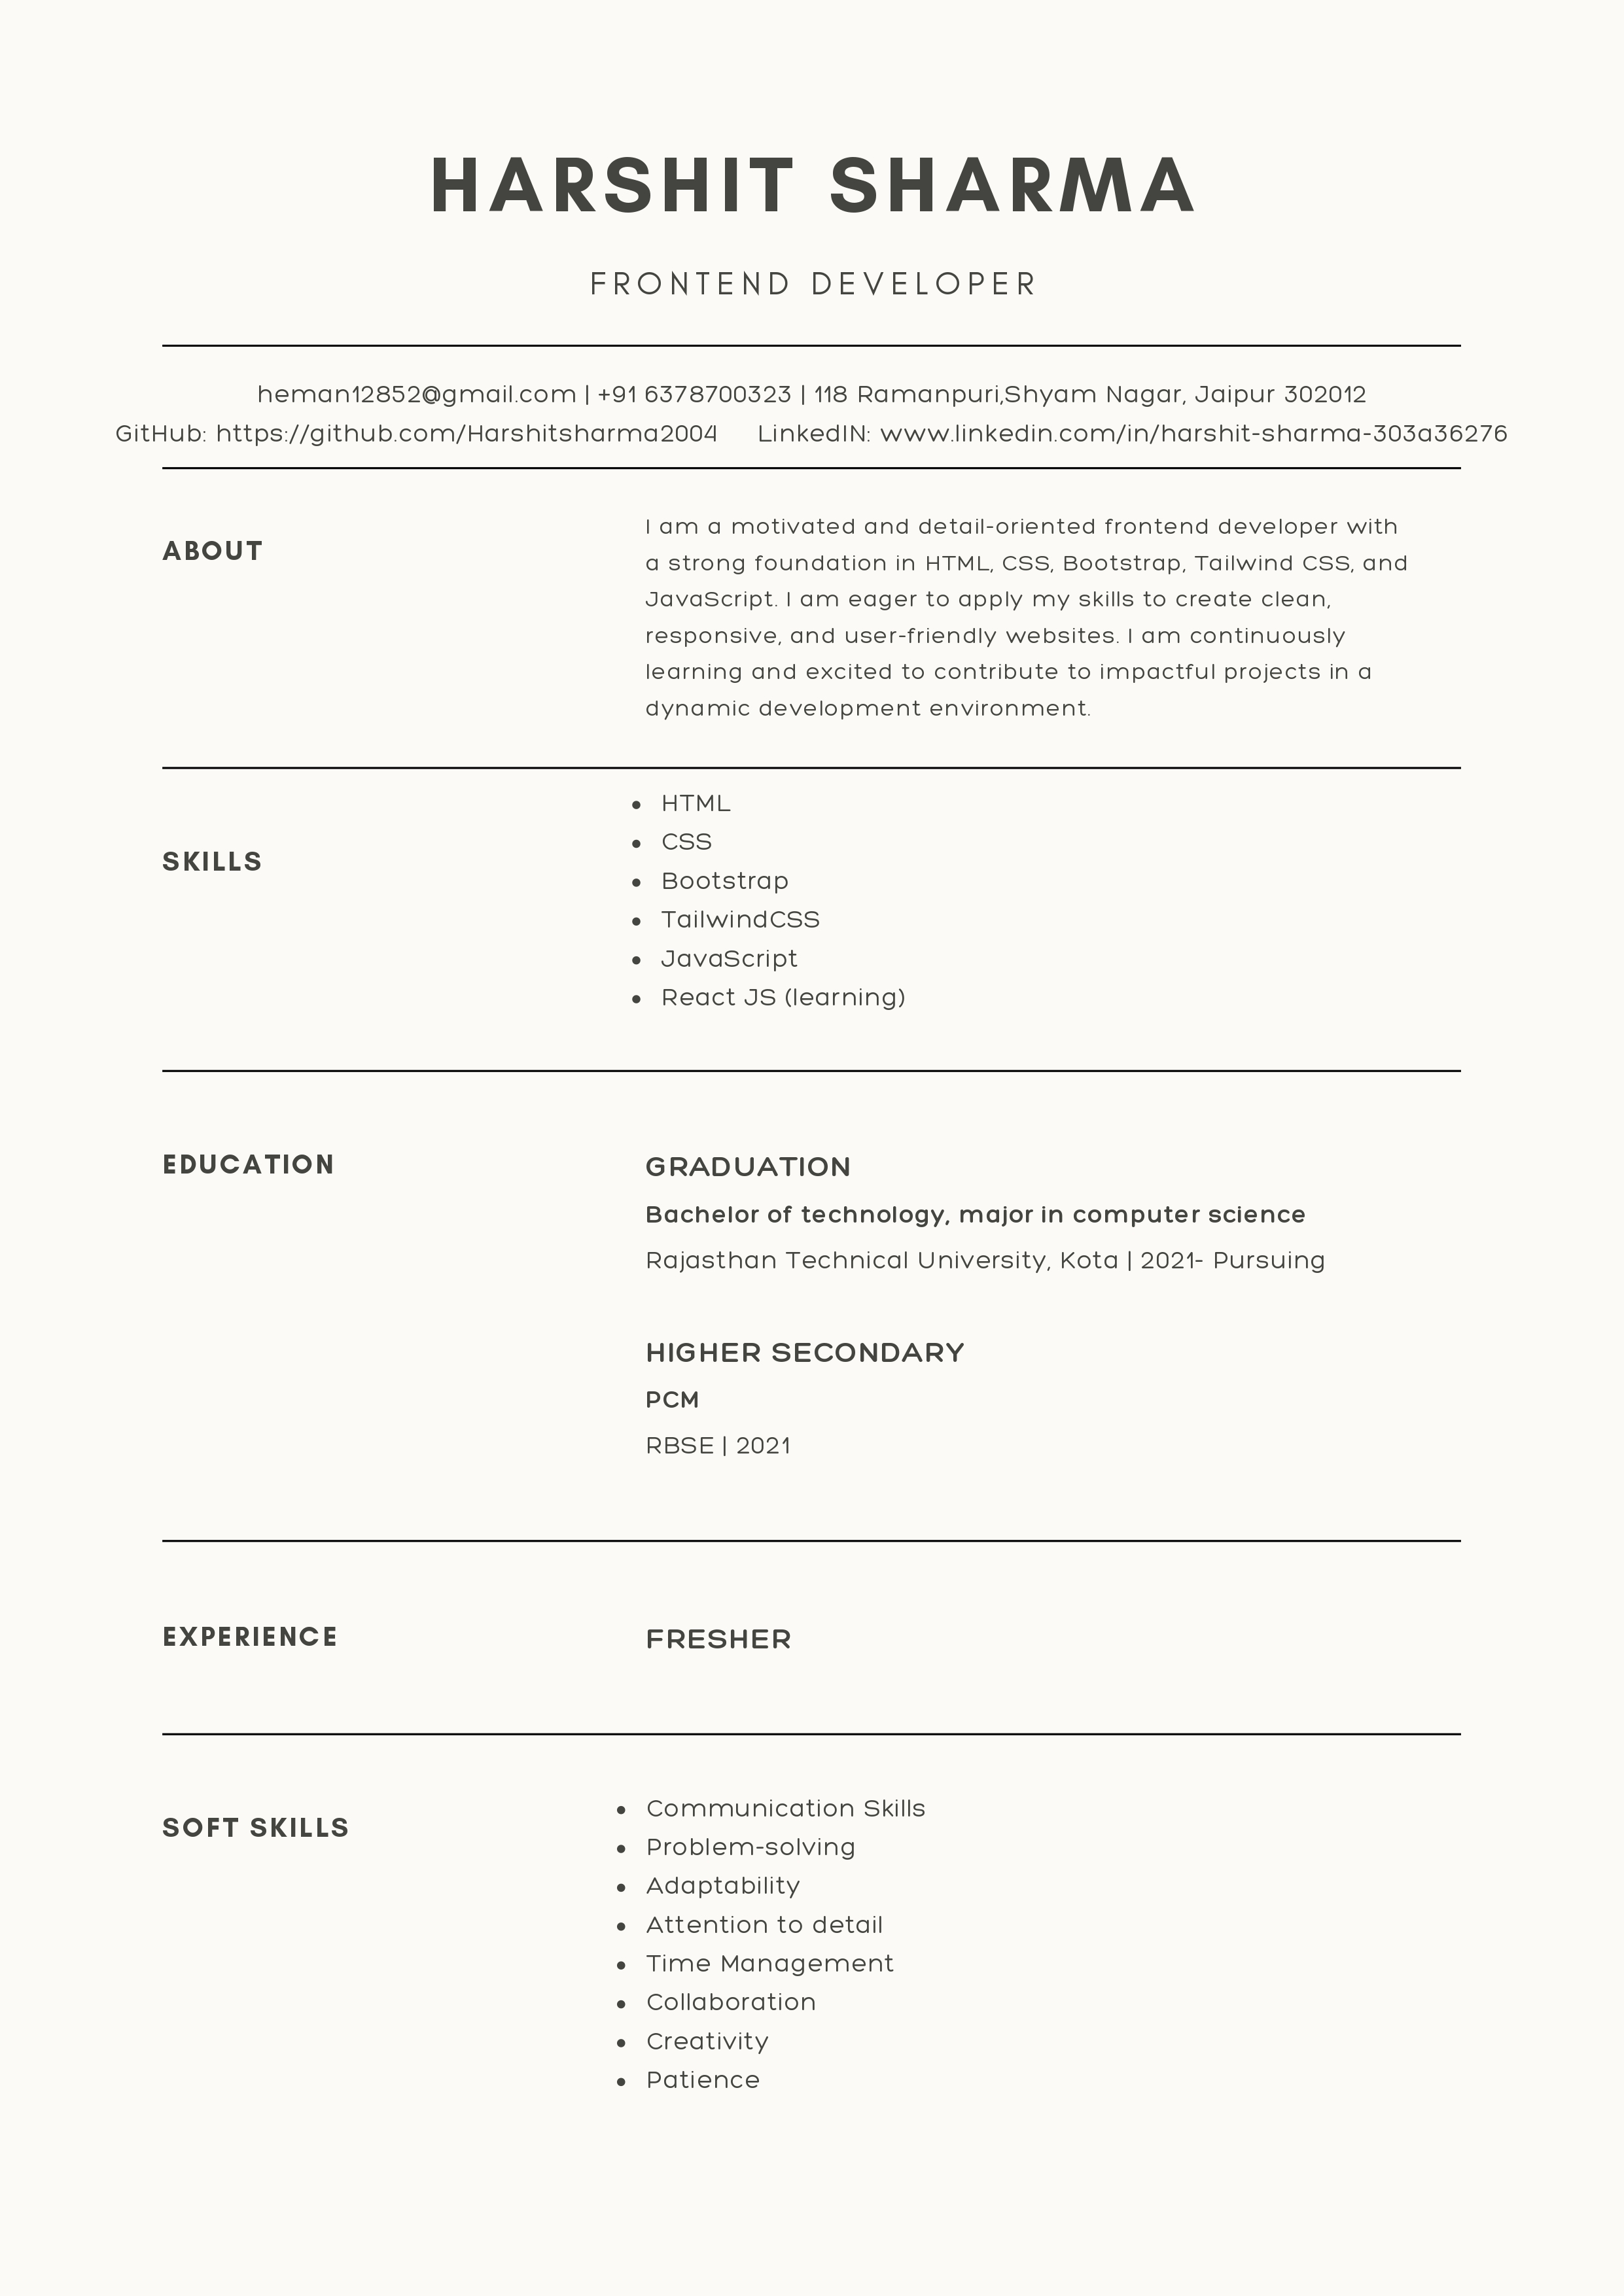 HARSHIT SHARMA
FRONTEND DEVELOPER
heman12852@gmail.com | +91 6378700323 | 118 Ramanpuri,Shyam Nagar, Jaipur 302012
GitHub: https://github.com/Harshitsharma2004 LinkedIN: www.linkedin.com/in/harshit-sharma-303a36276
ABOUT
I am a motivated and detail-oriented frontend developer with
a strong foundation in HTML, CSS, Bootstrap, Tailwind CSS, and
JavaScript. I am eager to apply my skills to create clean,
responsive, and user-friendly websites. I am continuously
learning and excited to contribute to impactful projects in a
dynamic development environment.
SKILLS
• HTML
• CSS
• Bootstrap
• TailwindCSS
• JavaScript
• React JS (learning)
EDUCATION
GRADUATION
Bachelor of technology, major in computer science
Rajasthan Technical University, Kota | 2021- Pursuing
HIGHER SECONDARY
PCM
RBSE | 2021
EXPERIENCE
FRESHER
SOFT SKILLS
• Communication Skills
• Problem-solving
• Adaptability
• Attention to detail
• Time Management
• Collaboration
• Creativity
• Patience